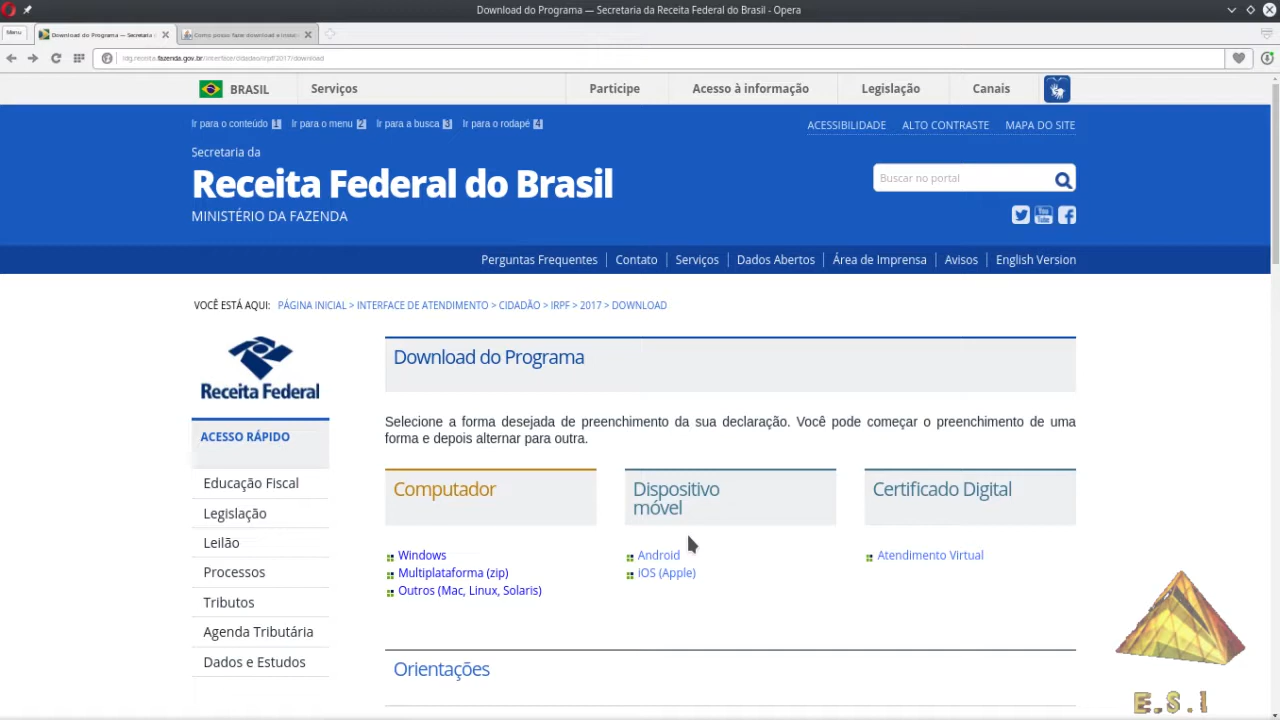 Download do Programa — Secretaria da Receita Federal do Brasil - Opera
Menu
Download do Programa — Secretaria
Como posso fazer download e instal
idg.receita.fazenda.gov.br/interface/cidadao/irpf/2017/download
BRASIL
Serviços
Participe
Acesso à informação
Legislação
Canais
Ir para o conteúdo 1
Ir para o menu 2
Ir para a busca 3
Ir para o rodapé 4
ACESSIBILIDADE
ALTO CONTRASTE
MAPA DO SITE
Secretaria da
Receita Federal do Brasil
MINISTÉRIO DA FAZENDA
Buscar no portal
You Tube
Perguntas Frequentes
Contato
Serviços
Dados Abertos
Área de Imprensa
Avisos
English Version
VOCÊ ESTÁ AQUI: PÁGINA INICIAL > INTERFACE DE ATENDIMENTO > CIDADÃO > IRPF > 2017 > DOWNLOAD
Receita Federal
ACESSO RÁPIDO
Educação Fiscal
Legislação
Leilão
Processos
Tributos
Agenda Tributária
Dados e Estudos
Download do Programa
Selecione a forma desejada de preenchimento da sua declaração. Você pode começar o preenchimento de uma
forma e depois alternar para outra.
Computador
Windows
Multiplataforma (zip)
Outros (Mac, Linux, Solaris)
Dispositivo
móvel
Android
iOS (Apple)
Certificado Digital
Atendimento Virtual
Orientações
E.S.I